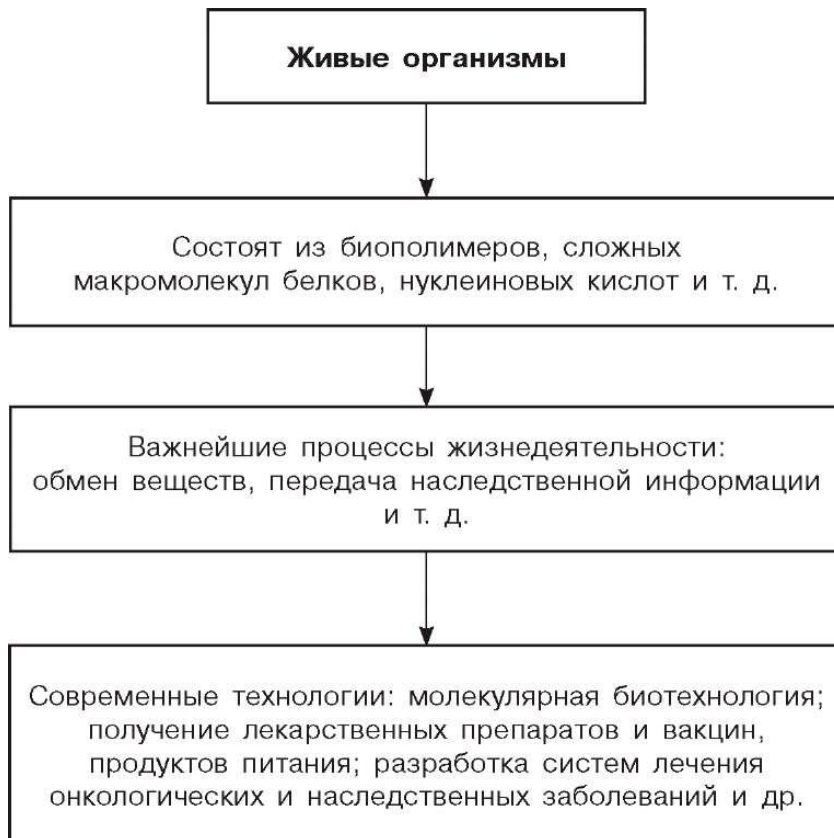 Живые организмы
Состоят из биополимеров, сложных
макромолекул белков, нуклеиновых кислот и т. д.
Важнейшие процессы жизнедеятельности:
обмен веществ, передача наследственной информации
и т. д.
Современные технологии: молекулярная биотехнология;
получение лекарственных препаратов и вакцин,
продуктов питания; разработка систем лечения
онкологических и наследственных заболеваний и др.